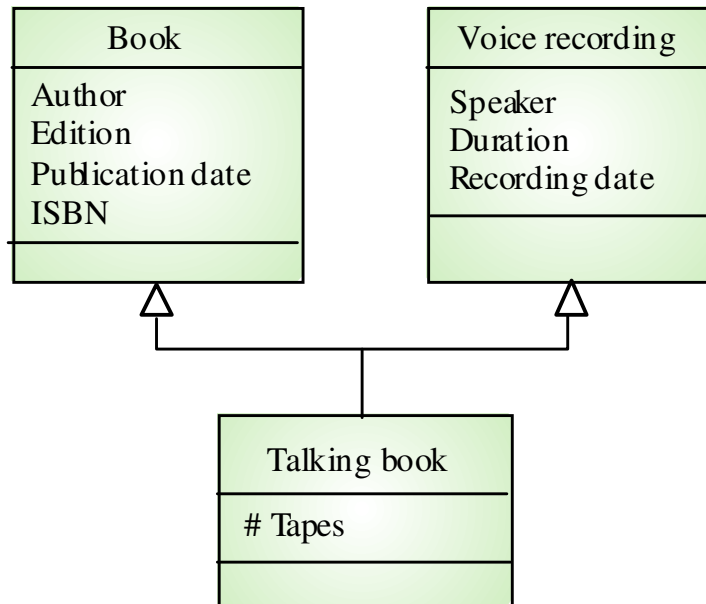 Book
Author
Edition
Publication date
ISBN
Voice recording
Speaker
Duration
Recording date
Talking book
# Tapes